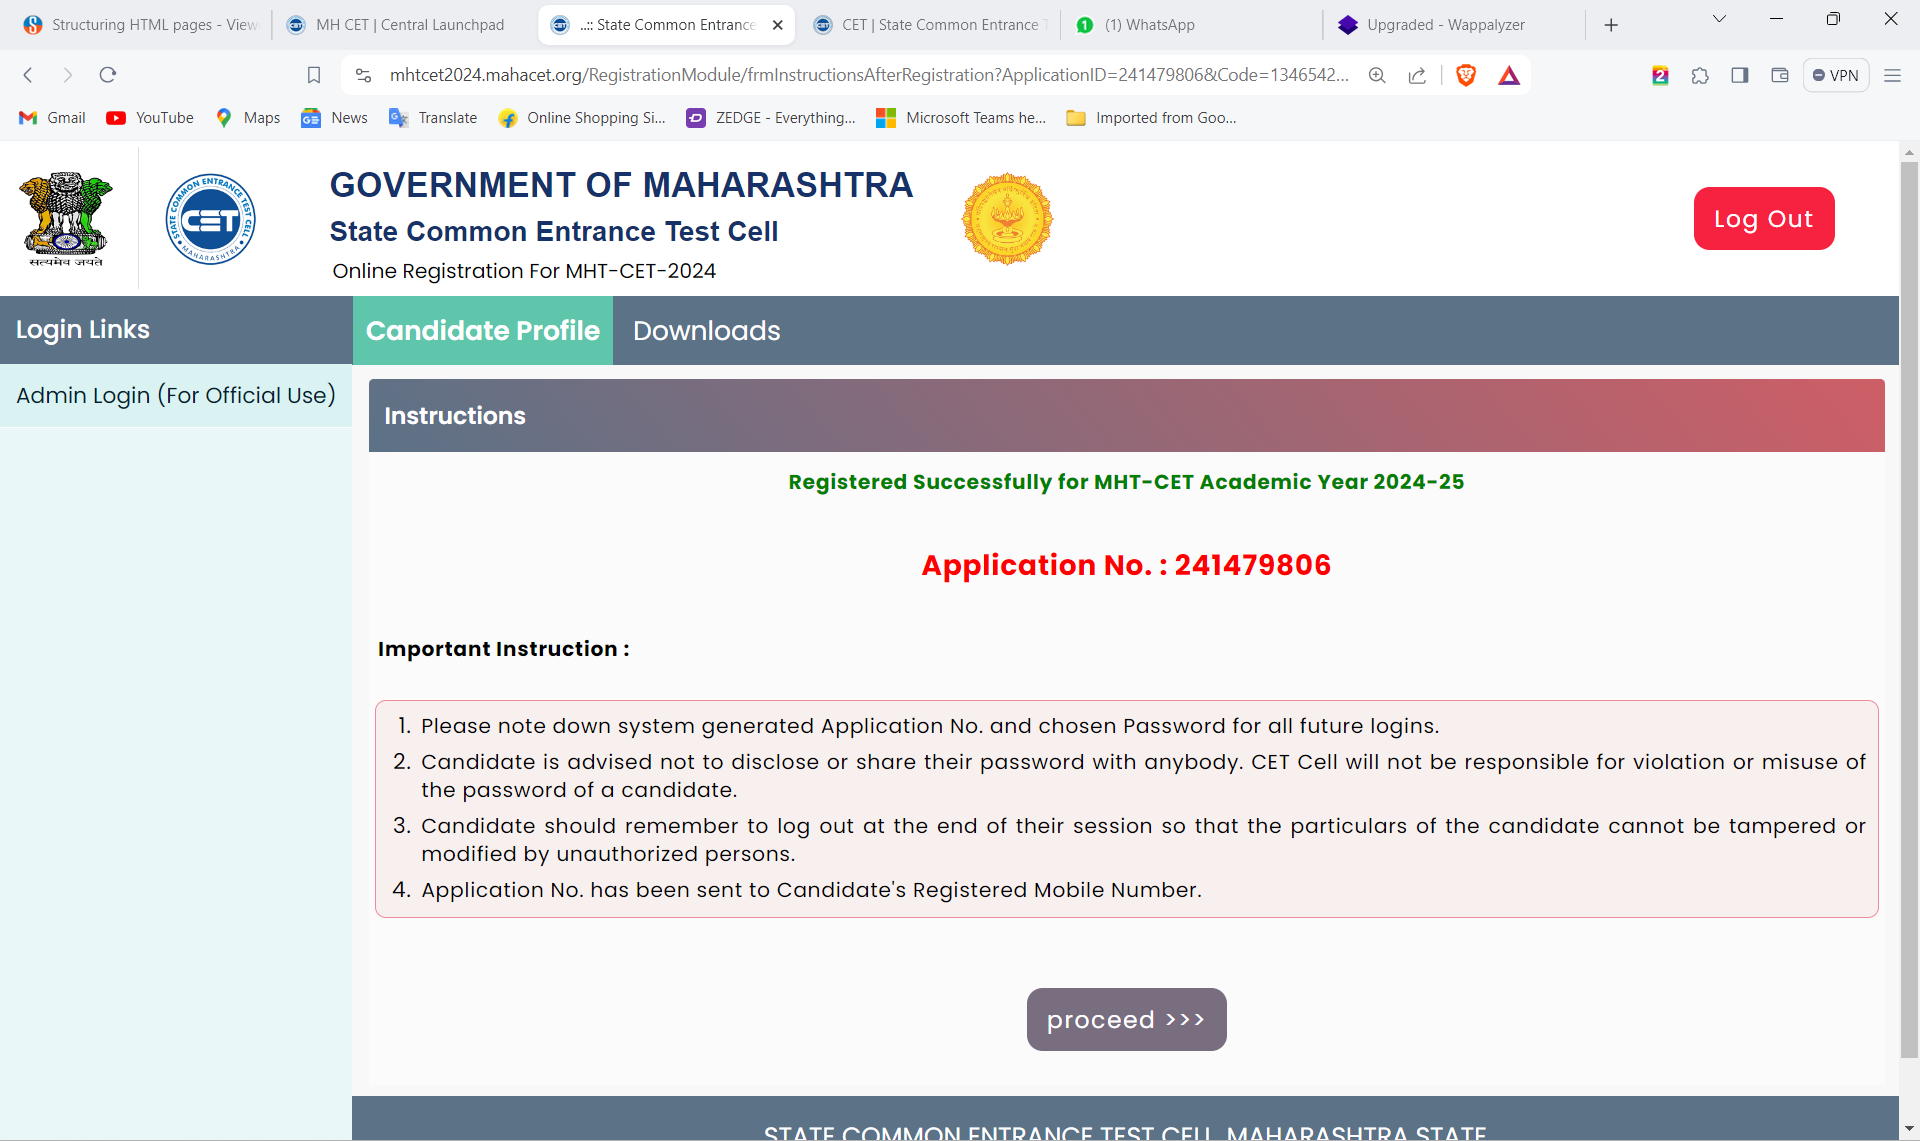 Structuring HTML pages - View
MH CET | Central Launchpad
..:: State Common Entrance
CET | State Common Entrance T
(1) WhatsApp
Upgraded - Wappalyzer
mhtcet2024.mahacet.org/RegistrationModule/frmInstructionsAfterRegistration?ApplicationID=241479806&Code=1346542...
2
VPN
Gmail
YouTube
Maps
News
Translate
Online Shopping Si...
ZEDGE - Everything...
Microsoft Teams he...
Imported from Goo...
सत्यमेव जयते
STATE COMMON ENTRANCE TEST CELL
CET
MAHARASHTRA
GOVERNMENT OF MAHARASHTRA
State Common Entrance Test Cell
Online Registration For MHT-CET-2024
Log Out
Login Links
Candidate Profile
Downloads
Admin Login (For Official Use)
Instructions
Registered Successfully for MHT-CET Academic Year 2024-25
Application No. : 241479806
Important Instruction :
1. Please note down system generated Application No. and chosen Password for all future logins.
2. Candidate is advised not to disclose or share their password with anybody. CET Cell will not be responsible for violation or misuse of
the password of a candidate.
3. Candidate should remember to log out at the end of their session so that the particulars of the candidate cannot be tampered or
modified by unauthorized persons.
4. Application No. has been sent to Candidate's Registered Mobile Number.
proceed >>>
STATE COMMON ENTRANCE TEST CELL, MAHARASHTRA STATE